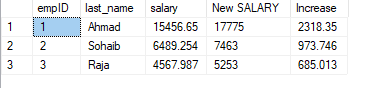 empID last_name salary New SALARY Increase
1 1 Ahmad 15456.65 17775 2318.35
2 2 Sohaib 6489.254 7463 973.746
3 3 Raja 4567.987 5253 685.013